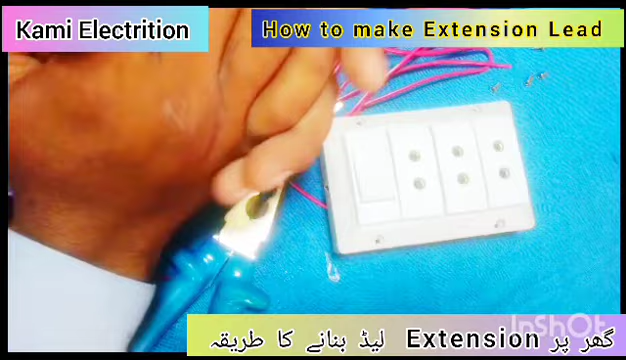 Kami Electrition
How to make Extension Lead
گھر پر Extension لیڈ بنانے کا طریقہ
InShOt